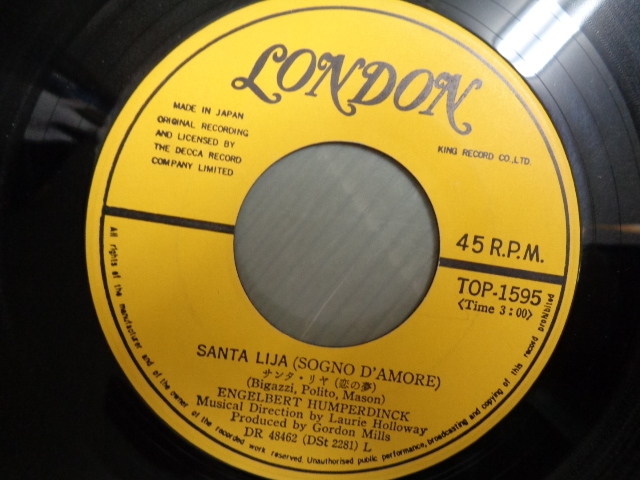 LONDON
MADE IN JAPAN
ORIGINAL RECORDING
AND LICENSED BY
THE DECCA RECORD
COMPANY LIMITED
KING RECORD CO.,LTD.
45 R.P.M.
TOP-1595
(Time 3:00)
SANTA LIJA (SOGNO D'AMORE)
サンタ・リヤ (恋の夢)
(Bigazzi, Polito, Mason)
ENGELBERT HUMPERDINCK
Musical Direction by Laurie Holloway
Produced by Gordon Mills
DR 48462 (DSt 2281) L
All rights of the manufacturer and of the owner of the recorded work reserved. Unauthorised public performance, broadcasting and copying of this record prohibited